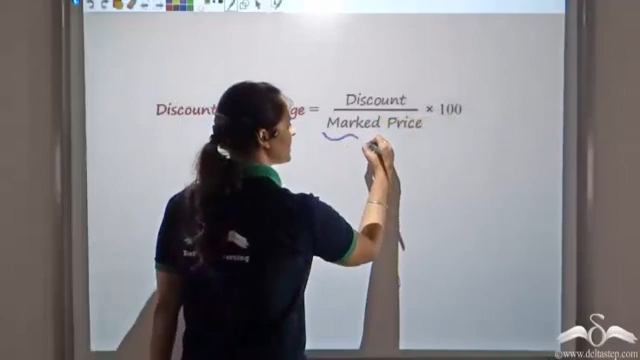 Discount ge = Discount × 100
Marked Price
©www.deltastep.com